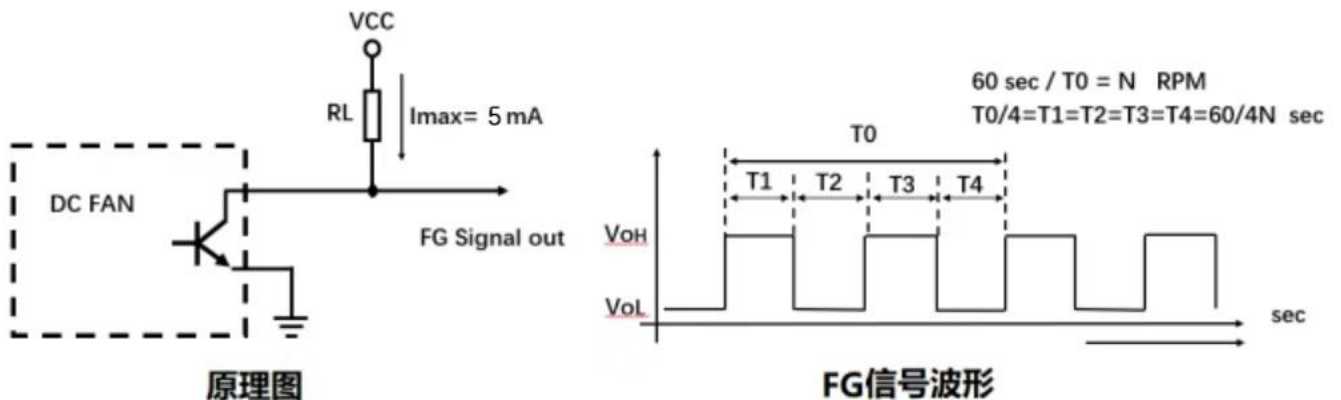 VCC
RL
Imax= 5 mA
DC FAN
FG Signal out
原理图
60 sec / T0 = N RPM
T0/4=T1=T2=T3=T4=60/4N sec
T0
T1
T2
T3
T4
VOH
VOL
sec
FG信号波形